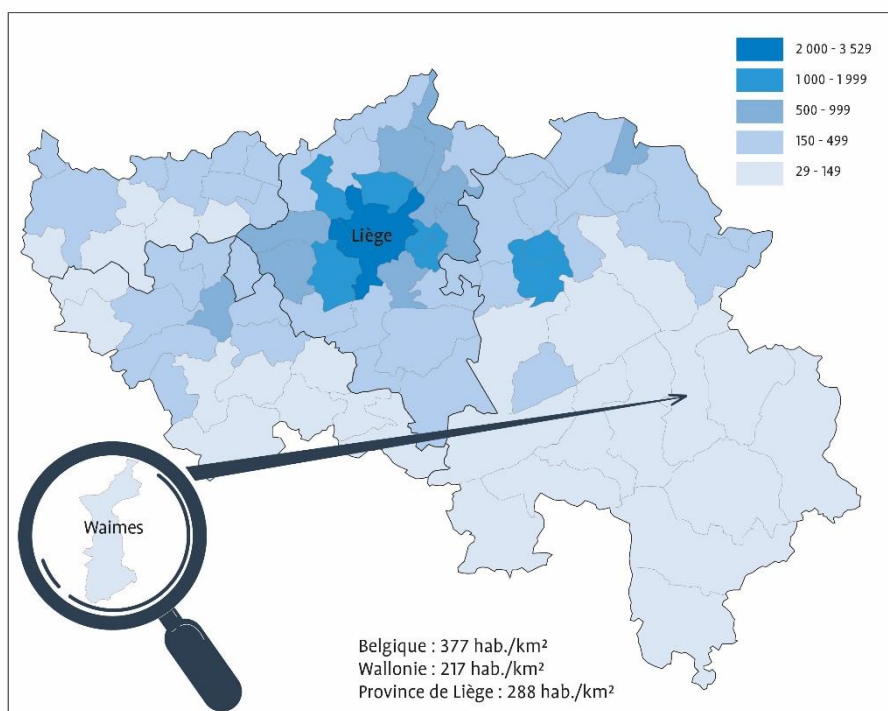 2 000 - 3 529
1 000 - 1 999
500 - 999
150 - 499
29 - 149
Liège
Waimes
Belgique : 377 hab./km²
Wallonie : 217 hab./km²
Province de Liège : 288 hab./km²